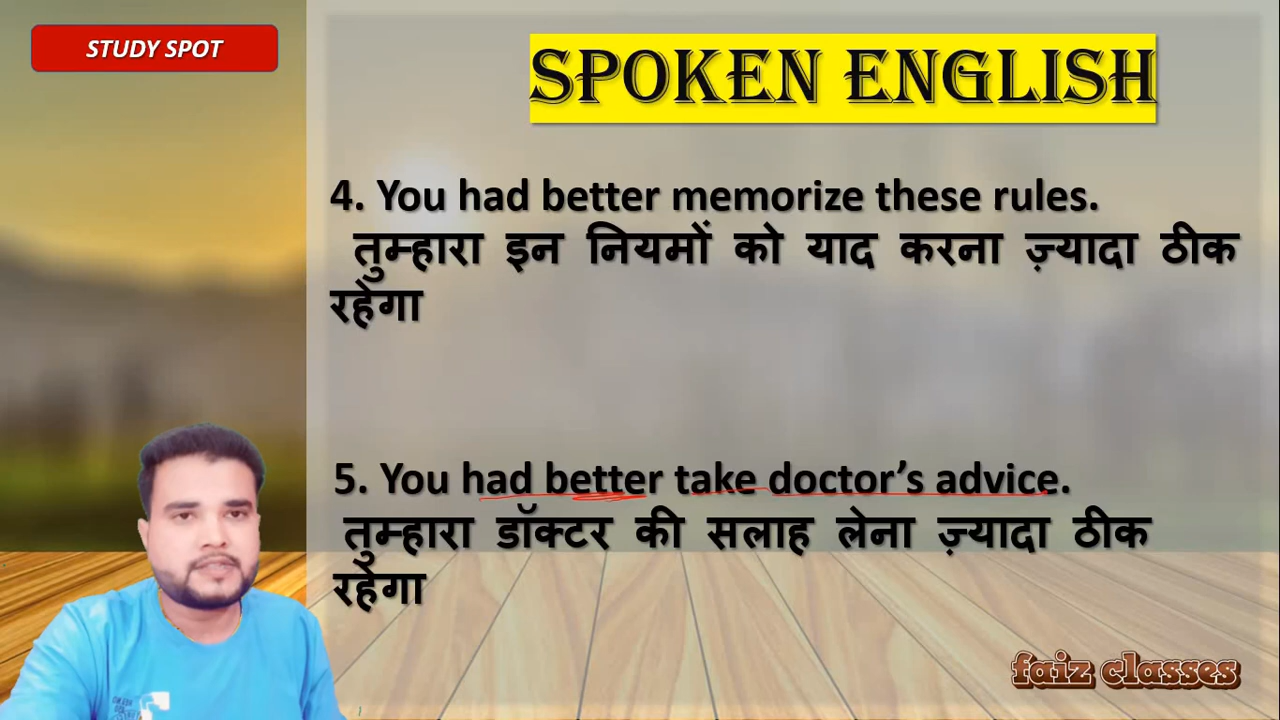 STUDY SPOT
SPOKEN ENGLISH
4. You had better memorize these rules.
तुम्हारा इन नियमों को याद करना ज़्यादा ठीक
रहेगा
5. You had better take doctor’s advice.
तुम्हारा डॉक्टर की सलाह लेना ज़्यादा ठीक
रहेगा
faiz classes